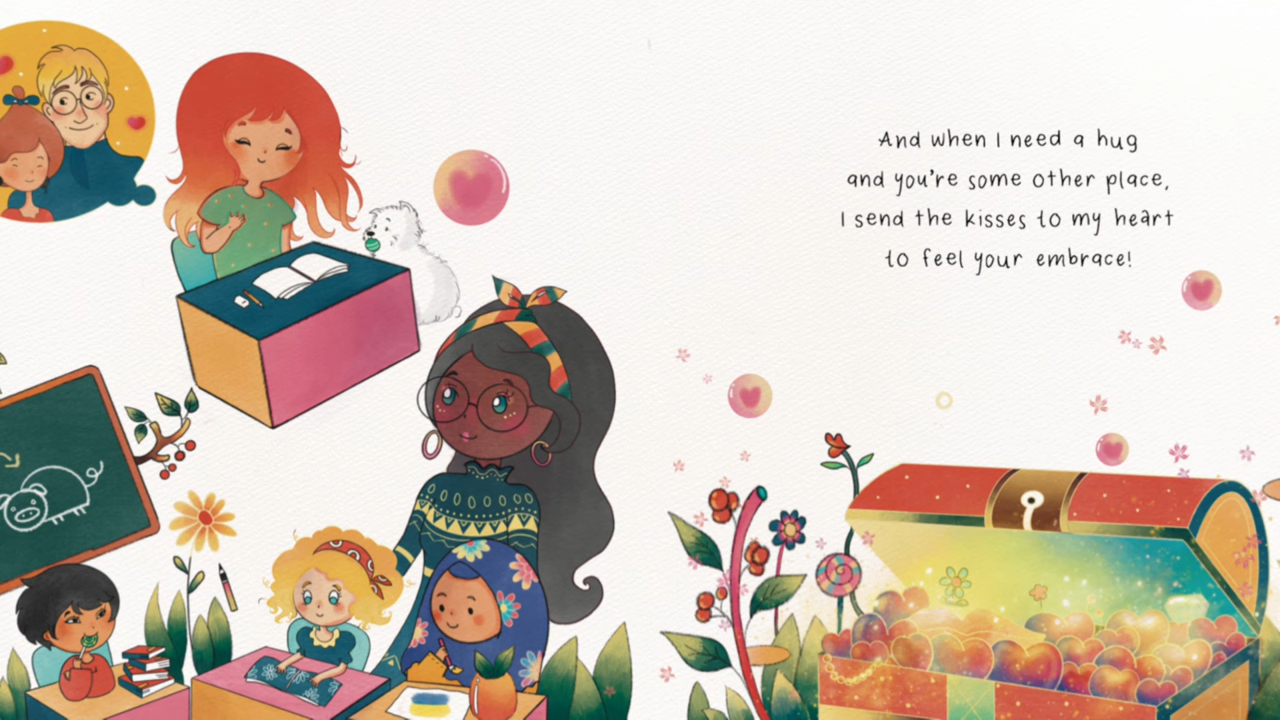 And when I need a hug
and you're some other place,
I send the kisses to my heart
to feel your embrace!